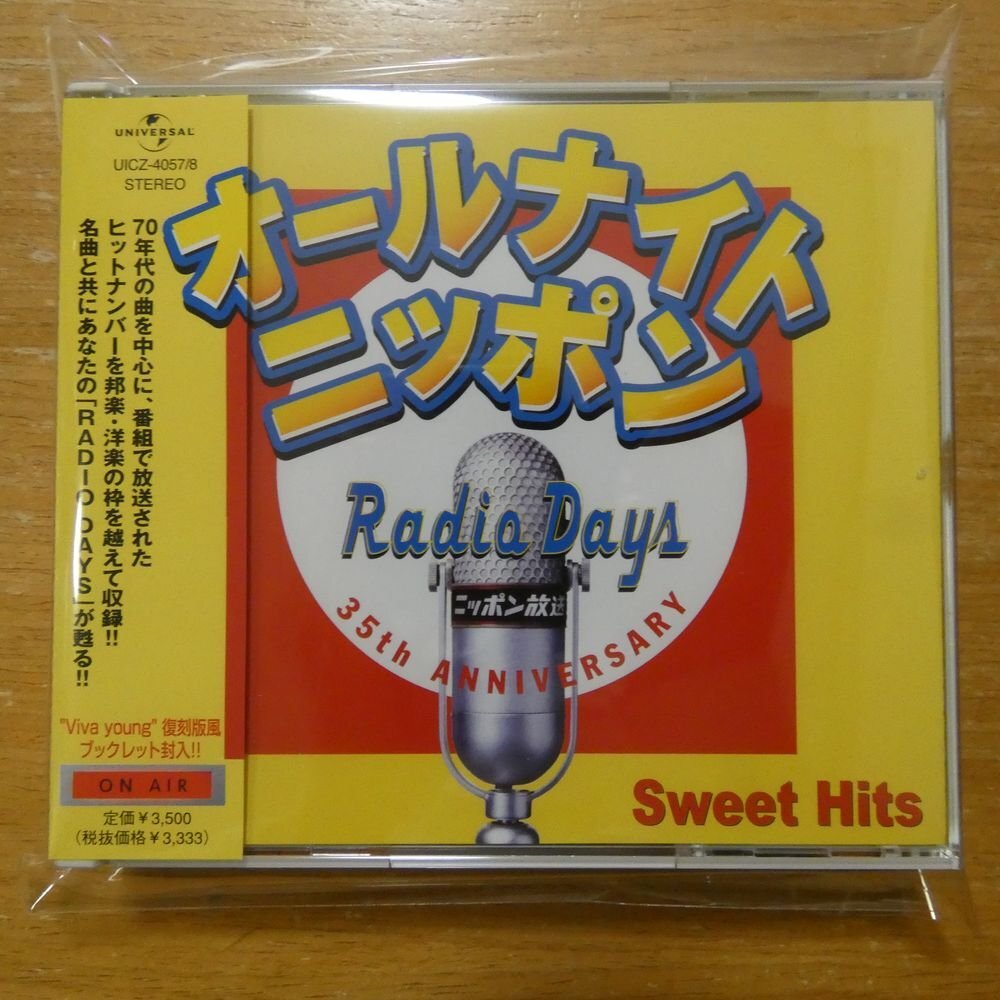 UNIVERSAL
UICZ-4057/8
STEREO
70年代の曲を中心に、番組で放送された
ヒットナンバーを邦楽・洋楽の枠を越えて収録!!
名曲と共にあなたの「RADIO DAYS」が甦る!!
"Viva young" 復刻版風
ブックレット封入!!
ON AIR
定価¥3,500
(税抜価格¥3,333)
オールナイト
ニッポン
Radio Days
ニッポン放送
35th ANNIVERSARY
Sweet Hits